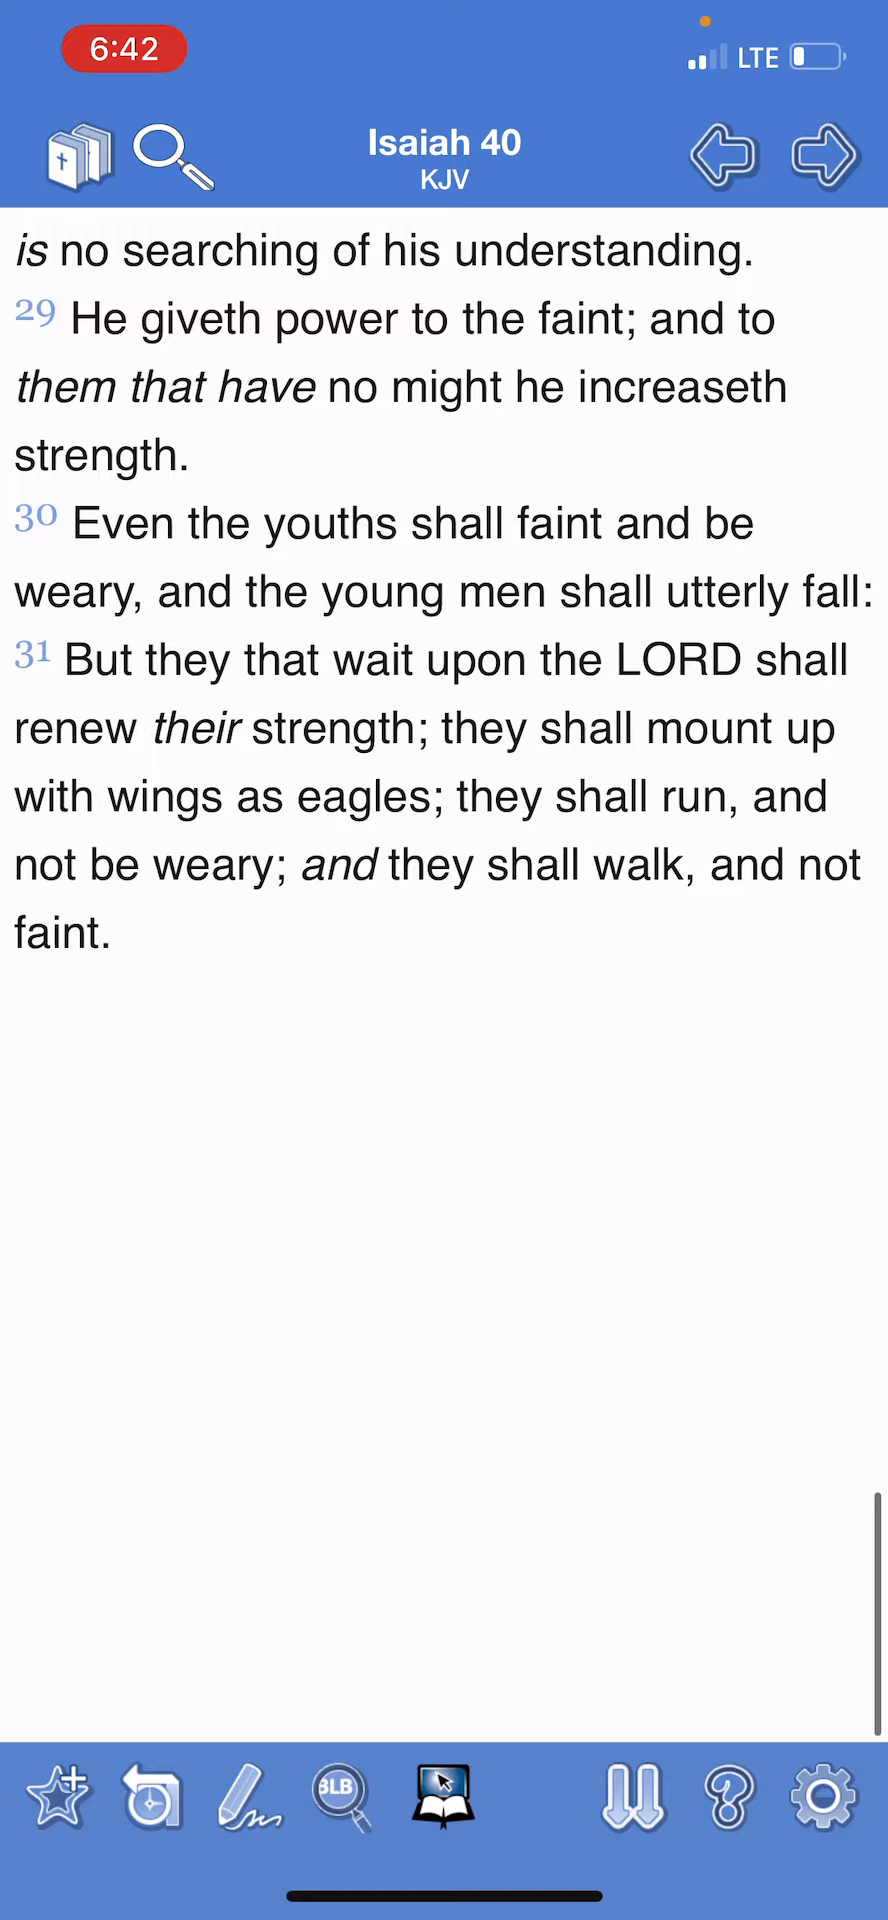 6:42
LTE
Isaiah 40
KJV
is no searching of his understanding.
29 He giveth power to the faint; and to
them that have no might he increaseth
strength.
30 Even the youths shall faint and be
weary, and the young men shall utterly fall:
31 But they that wait upon the LORD shall
renew their strength; they shall mount up
with wings as eagles; they shall run, and
not be weary; and they shall walk, and not
faint.
BLB